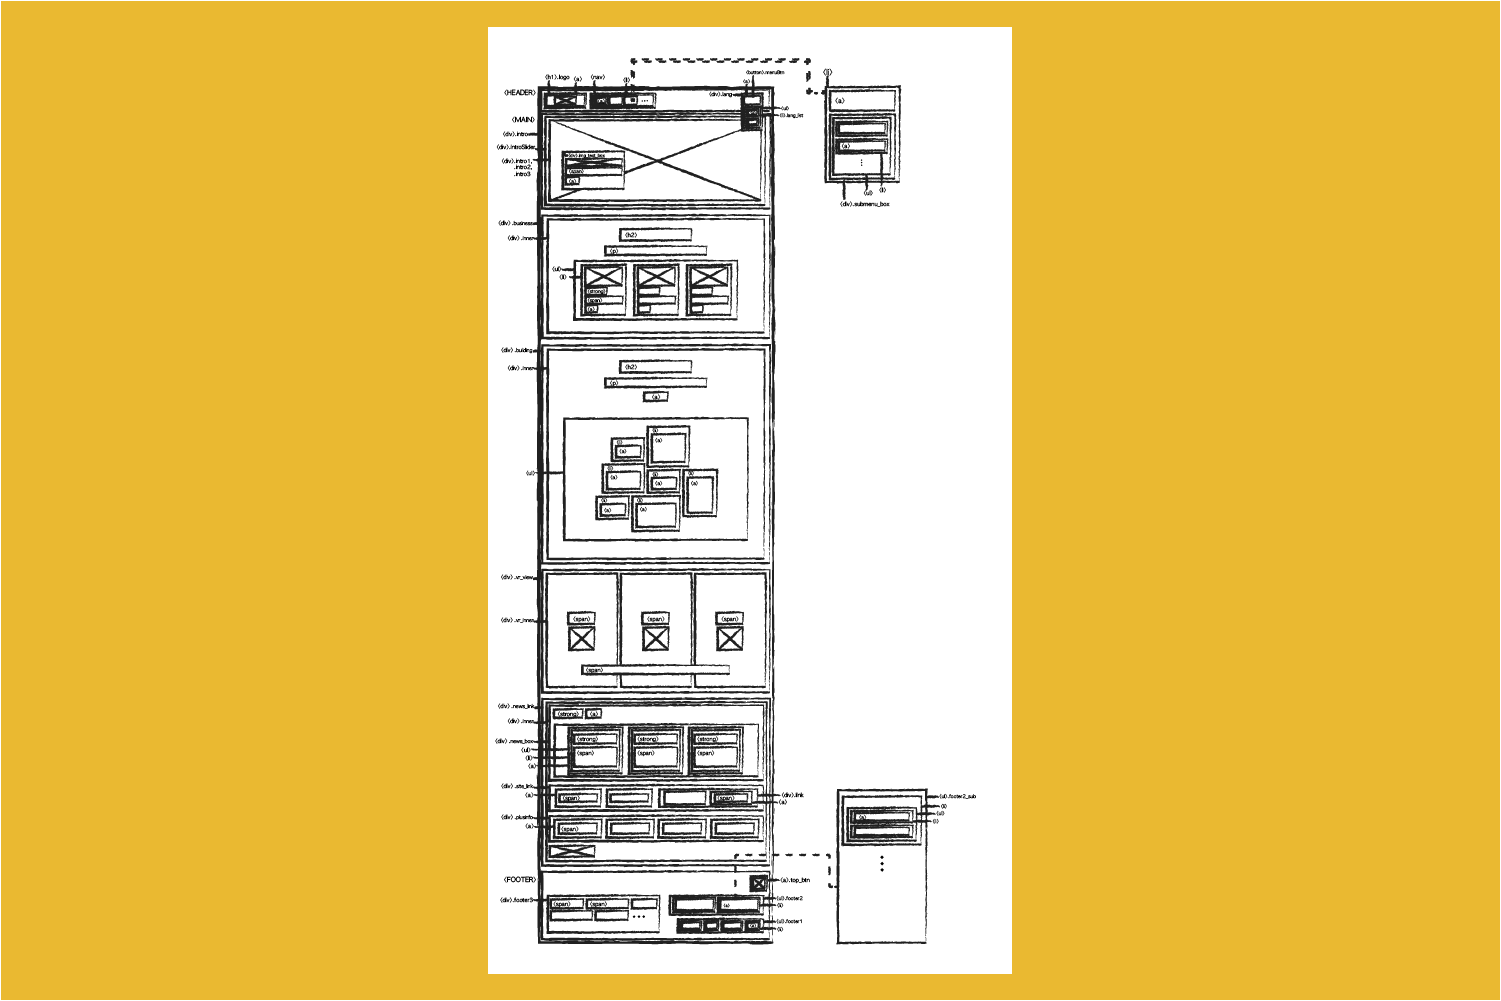 (h1).logo
(a)
(nav)
(li)
(button).menuBtn
(a)
(div).lang
(li)
<HEADER>
(a)
(ul)
(li).lang_list
<MAIN>
(div).intro
(div).introSlider
(div).intro1,
.intro2,
.intro3
(div).img_text_box
(span)
(a)
(a)
(ul)
(li)
(div).submenu_box
(div).business
(div).inner
(h2)
(p)
(ul)
(li)
(strong)
(span)
(a)
(div).building
(div).inner
(h2)
(p)
(a)
(li)
(a)
(li)
(a)
(ul)
(li)
(a)
(li)
(a)
(li)
(a)
(li)
(a)
(li)
(a)
(div).vr_view
(div).vr_inner
(span)
(span)
(span)
(span)
(div).news_link
(strong)
(a)
(div).inner
(div).news_box
(strong)
(strong)
(strong)
(ul)
(span)
(span)
(span)
(li)
(a)
(div).site_link
(a)
(span)
(span)
(div).link
(a)
(div).plusinfo
(a)
(span)
(ul).footer2_sub
(li)
(ul)
(a)
(li)
<FOOTER>
(a).top_btn
(div).footer3
(span)
(span)
(a)
(ul).footer2
(li)
(ul).footer1
(li)